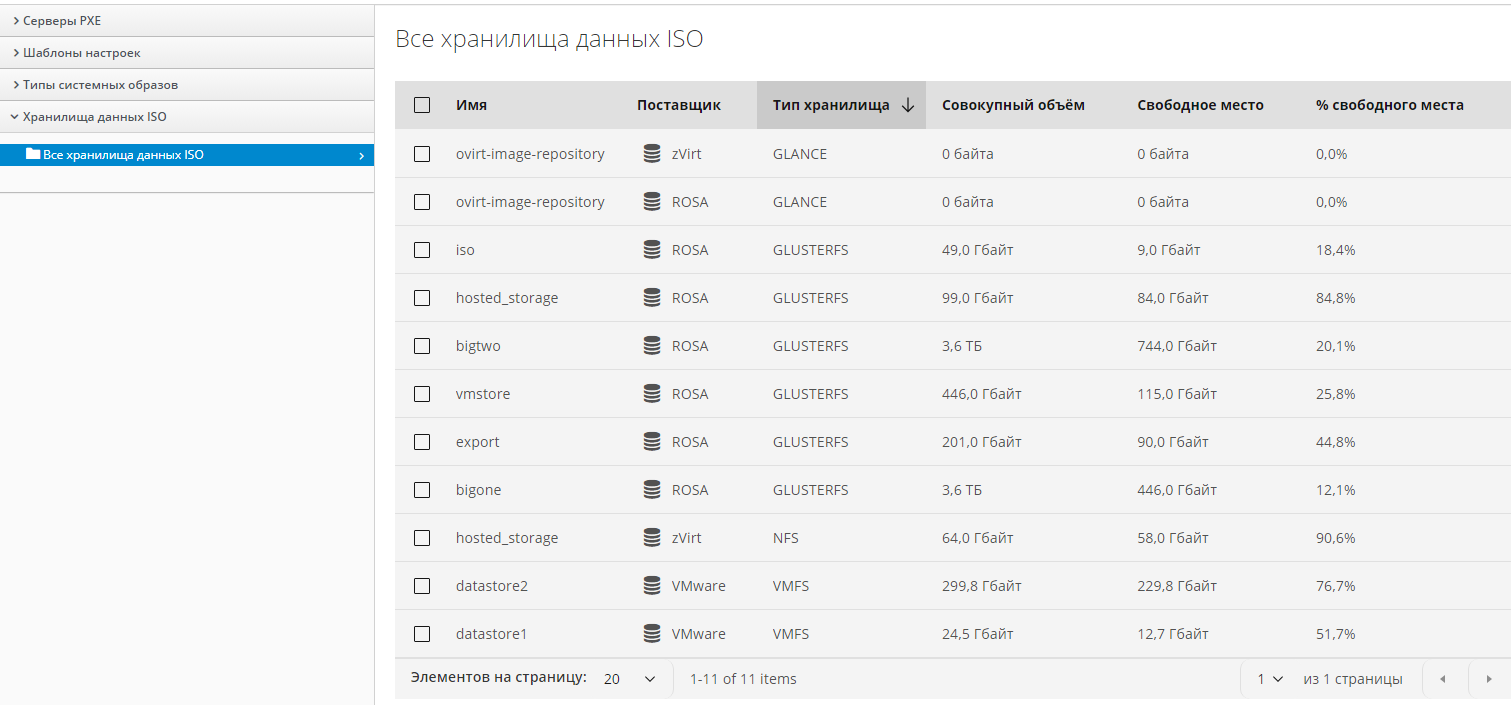 Серверы PXE
Шаблоны настроек
Типы системных образов
Хранилища данных ISO
Все хранилища данных ISO
Все хранилища данных ISO
Имя Поставщик Тип хранилища Совокупный объём Свободное место % свободного места
ovirt-image-repository zVirt GLANCE 0 байта 0 байта 0,0%
ovirt-image-repository ROSA GLANCE 0 байта 0 байта 0,0%
iso ROSA GLUSTERFS 49,0 Гбайт 9,0 Гбайт 18,4%
hosted_storage ROSA GLUSTERFS 99,0 Гбайт 84,0 Гбайт 84,8%
bigtwo ROSA GLUSTERFS 3,6 ТБ 744,0 Гбайт 20,1%
vmstore ROSA GLUSTERFS 446,0 Гбайт 115,0 Гбайт 25,8%
export ROSA GLUSTERFS 201,0 Гбайт 90,0 Гбайт 44,8%
bigone ROSA GLUSTERFS 3,6 ТБ 446,0 Гбайт 12,1%
hosted_storage zVirt NFS 64,0 Гбайт 58,0 Гбайт 90,6%
datastore2 VMware VMFS 299,8 Гбайт 229,8 Гбайт 76,7%
datastore1 VMware VMFS 24,5 Гбайт 12,7 Гбайт 51,7%
Элементов на страницу: 20 1-11 of 11 items 1 из 1 страницы